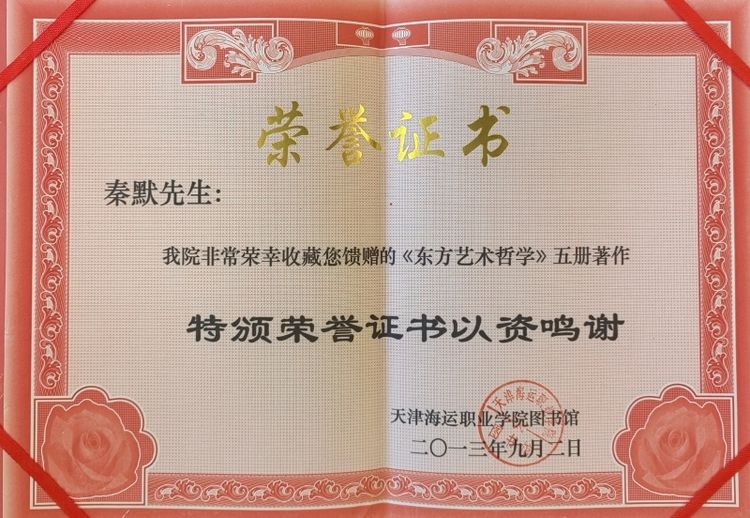 荣誉证书
秦默先生:
我院非常荣幸收藏您馈赠的《东方艺术哲学》五册著作
特颁荣誉证书以资鸣谢
天津海运职业学院图书馆
二〇一三年九月二日